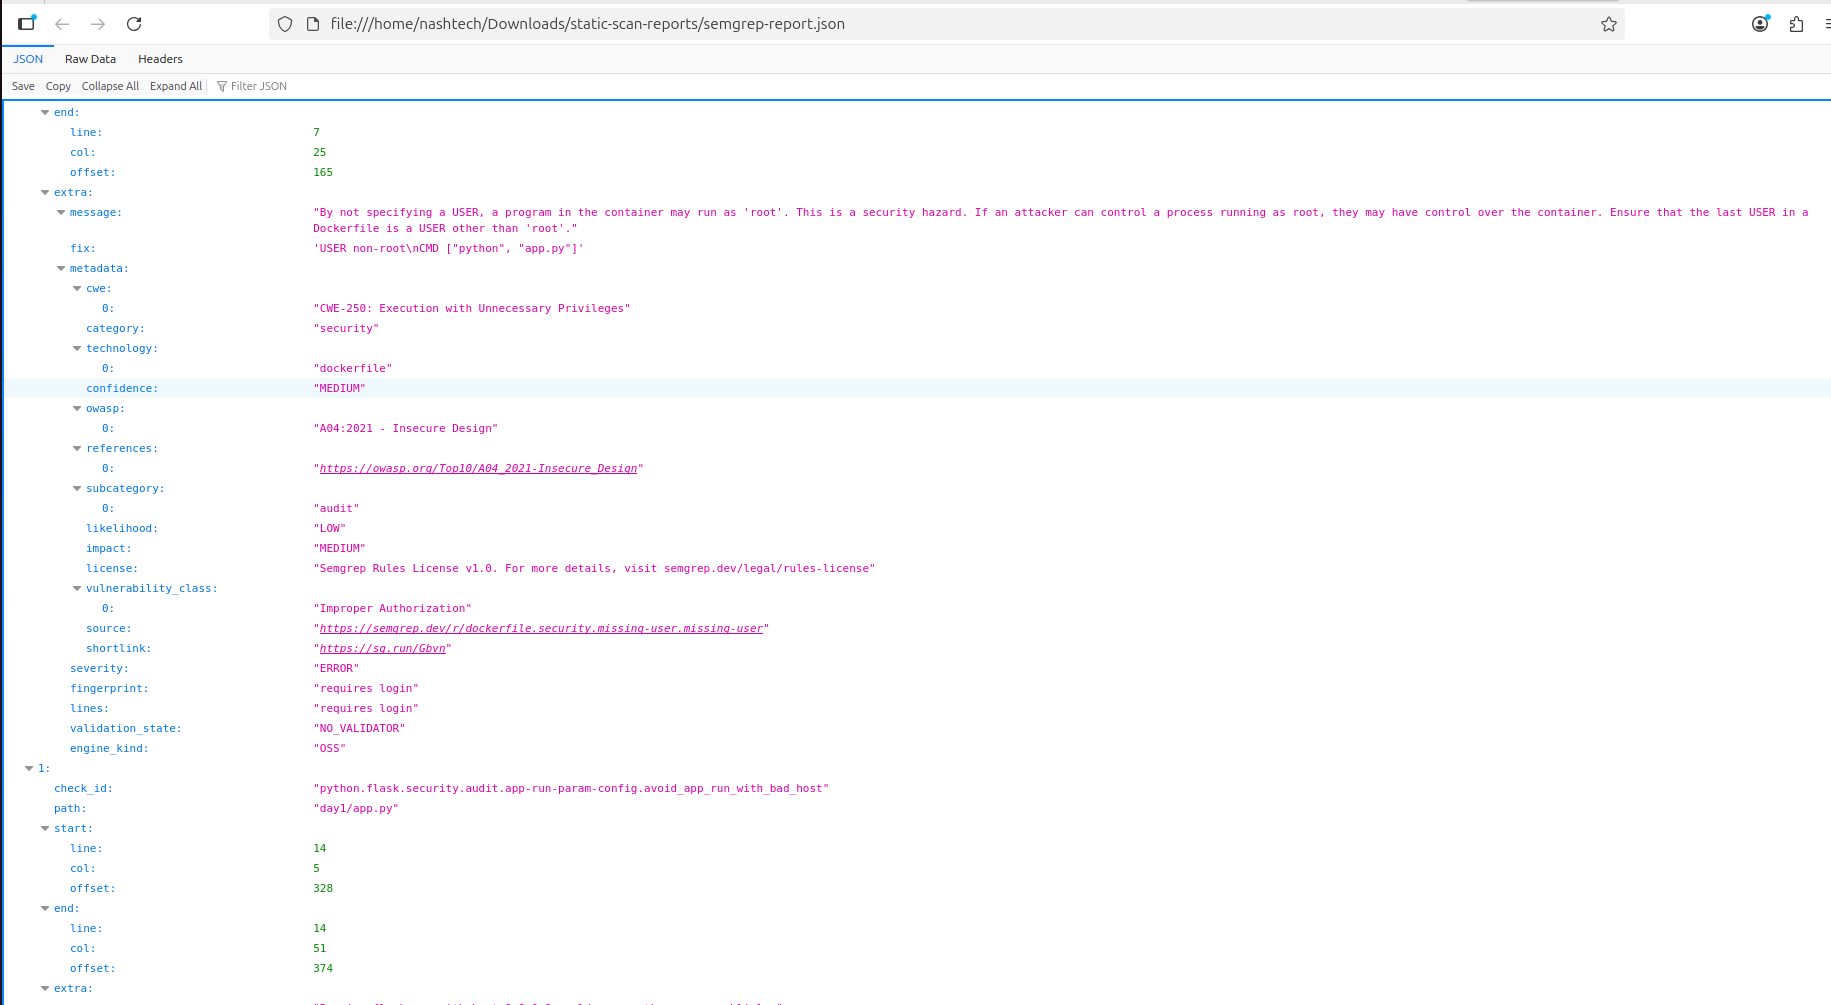 file:///home/nashtech/Downloads/static-scan-reports/semgrep-report.json
JSON Raw Data Headers
Save Copy Collapse All Expand All Filter JSON
end:
line: 7
col: 25
offset: 165
extra:
message: "By not specifying a USER, a program in the container may run as 'root'. This is a security hazard. If an attacker can control a process running as root, they may have control over the container. Ensure that the last USER in a
Dockerfile is a USER other than 'root'."
fix: 'USER non-root\nCMD ["python", "app.py"]'
metadata:
cwe:
0: "CWE-250: Execution with Unnecessary Privileges"
category: "security"
technology:
0: "dockerfile"
confidence: "MEDIUM"
owasp:
0: "A04:2021 - Insecure Design"
references:
0: "https://owasp.org/Top10/A04_2021-Insecure_Design"
subcategory:
0: "audit"
likelihood: "LOW"
impact: "MEDIUM"
license: "Semgrep Rules License v1.0. For more details, visit semgrep.dev/legal/rules-license"
vulnerability_class:
0: "Improper Authorization"
source: "https://semgrep.dev/r/dockerfile.security.missing-user.missing-user"
shortlink: "https://sg.run/Gbvn"
severity: "ERROR"
fingerprint: "requires login"
lines: "requires login"
validation_state: "NO_VALIDATOR"
engine_kind: "OSS"
1:
check_id: "python.flask.security.audit.app-run-param-config.avoid_app_run_with_bad_host"
path: "day1/app.py"
start:
line: 14
col: 5
offset: 328
end:
line: 14
col: 51
offset: 374
extra: